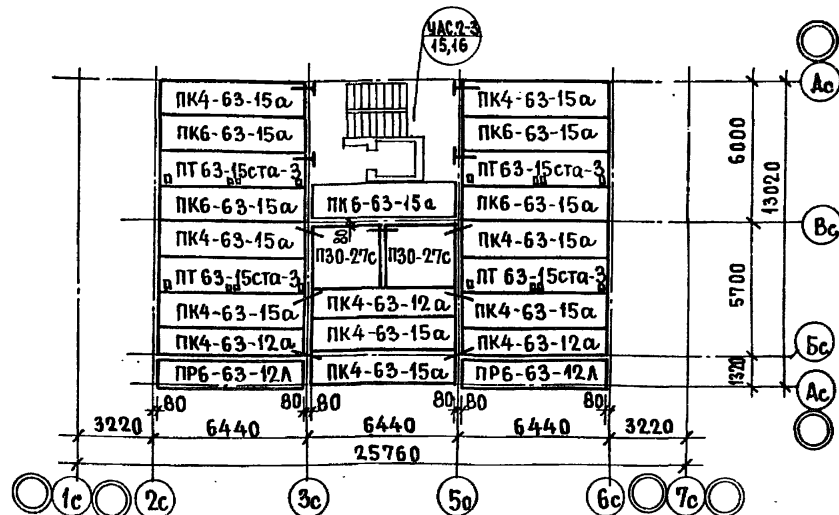 ЧАС.2-3
15,16
Ас
ПК4-63-15а
ПК4-63-15а
ПК6-63-15а
ПК6-63-15а
6000
ПТ63-15ста-3
ПТ63-15ста-3
13020
ПК6-63-15а
ПК6-63-15а
ПК6-63-15а
Вс
80
ПК4-63-15а
П30-27с
П30-27с
ПК4-63-15а
ПТ63-15ста-3
ПТ63-15ста-3
5700
ПК4-63-15а
ПК4-63-12а
ПК4-63-15а
ПК4-63-12а
ПК4-63-15а
ПК4-63-12а
Бс
ПР6-63-12Л
ПК4-63-15а
ПР6-63-12Л
1320
Ас
80
80
80
80
80
3220
6440
6440
6440
3220
25760
1с
2с
3с
5с
6с
7с